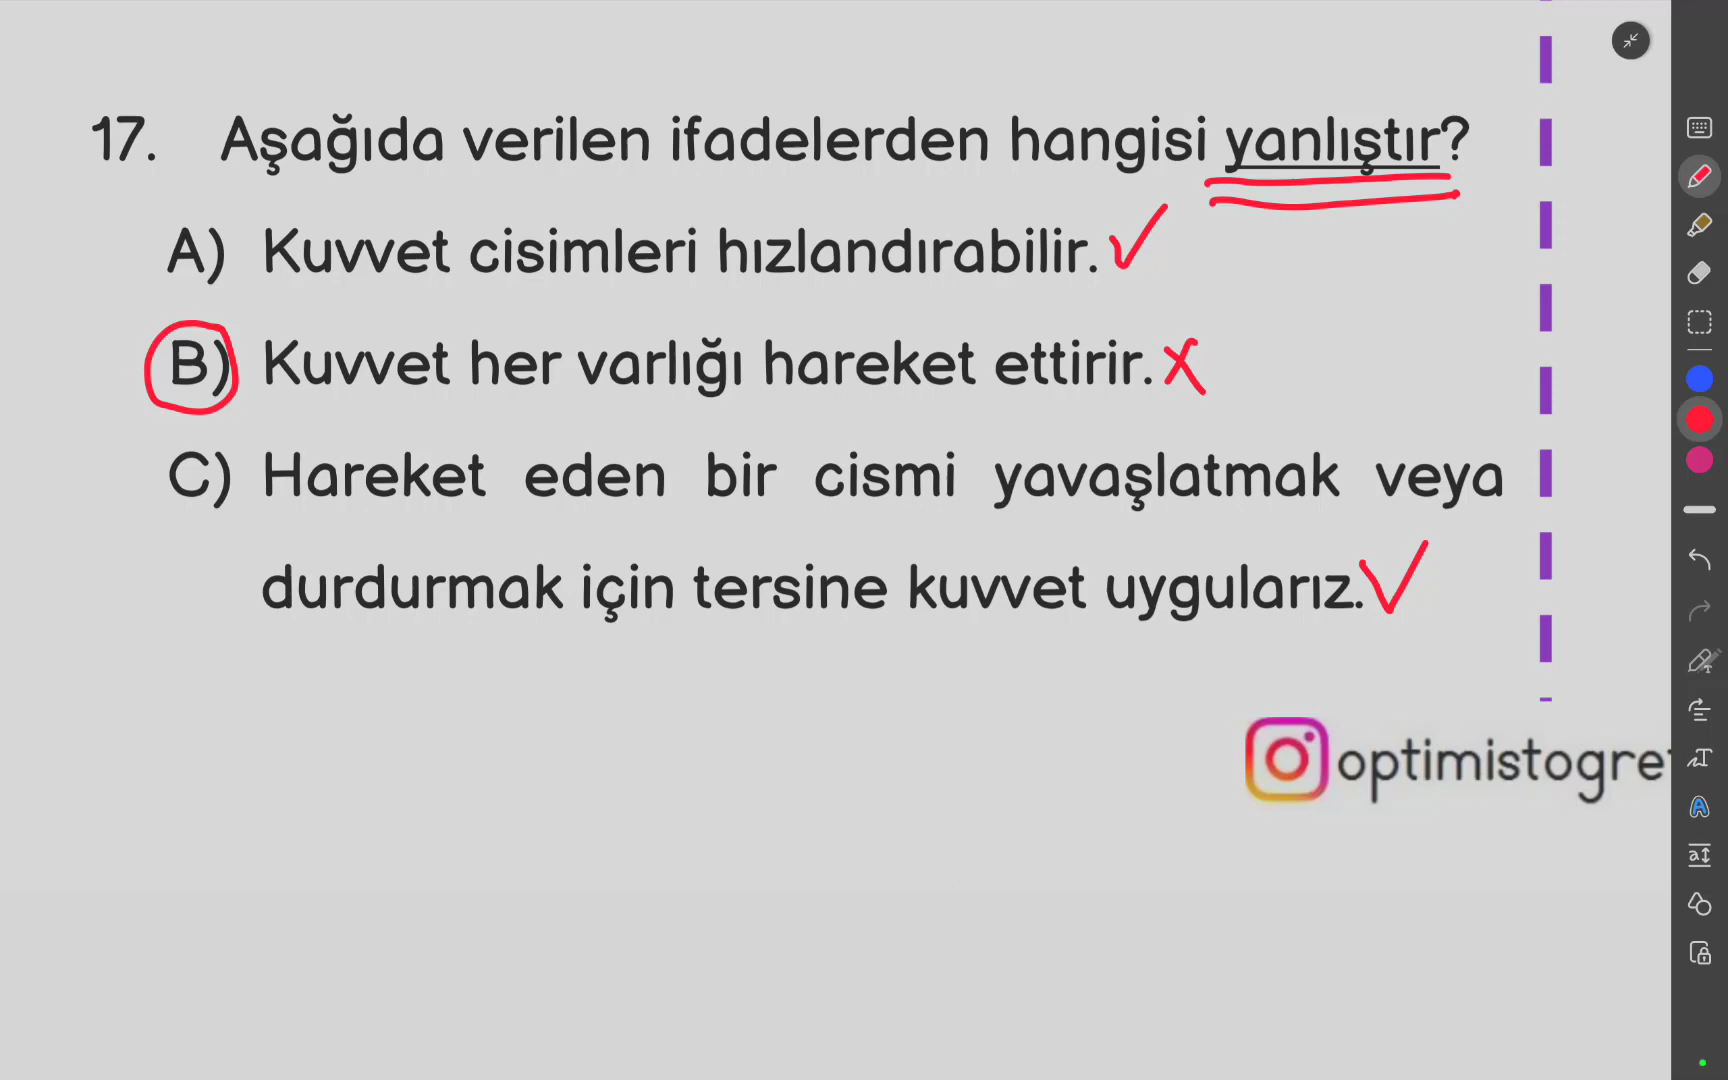 17. Aşağıda verilen ifadelerden hangisi yanlıştır?
A) Kuvvet cisimleri hızlandırabilir.
B) Kuvvet her varlığı hareket ettirir.
C) Hareket eden bir cismi yavaşlatmak veya
durdurmak için tersine kuvvet uygularız.
optimistogre